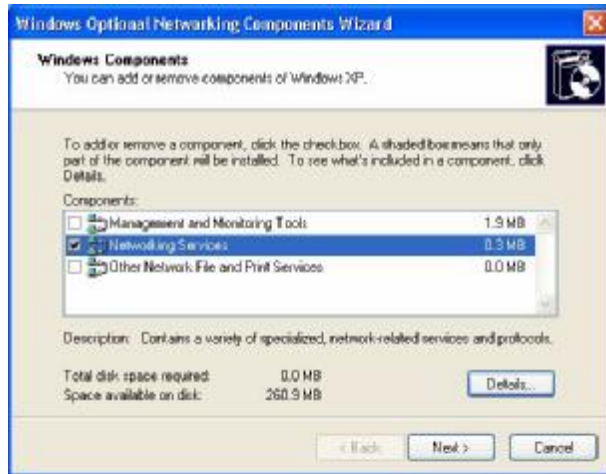 Windows Optional Networking Components Wizard
Windows Components
You can add or remove components of Windows XP.
To add or remove a component, click the checkbox. A shaded box means that only
part of the component will be installed. To see what's included in a component, click
Details.
Components:
Management and Monitoring Tools 1.9 MB
Networking Services 0.3 MB
Other Network File and Print Services 0.0 MB
Description: Contains a variety of specialized, network-related services and protocols.
Total disk space required: 0.0 MB
Space available on disk: 260.9 MB
Details...
< Back Next > Cancel